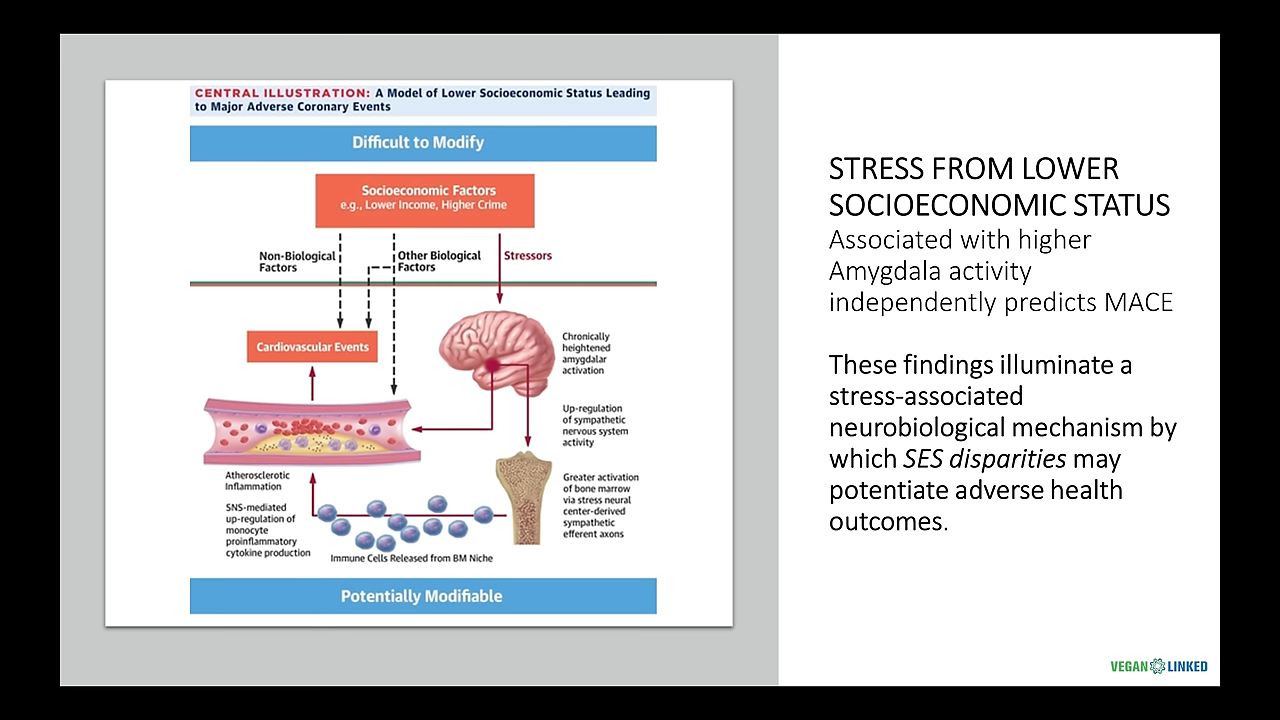 CENTRAL ILLUSTRATION: A Model of Lower Socioeconomic Status Leading
to Major Adverse Coronary Events
Difficult to Modify
Socioeconomic Factors
e.g., Lower Income, Higher Crime
Non-Biological
Factors
Other Biological
Factors
Stressors
Cardiovascular Events
Chronically
heightened
amygdalar
activation
Up-regulation
of sympathetic
nervous system
activity
Atherosclerotic
Inflammation
SNS-mediated
up-regulation of
monocyte
proinflammatory
cytokine production
Greater activation
of bone marrow
via stress neural
center-derived
sympathetic
efferent axons
Immune Cells Released from BM Niche
Potentially Modifiable
STRESS FROM LOWER
SOCIOECONOMIC STATUS
Associated with higher
Amygdala activity
independently predicts MACE
These findings illuminate a
stress-associated
neurobiological mechanism by
which SES disparities may
potentiate adverse health
outcomes.
VEGAN LINKED